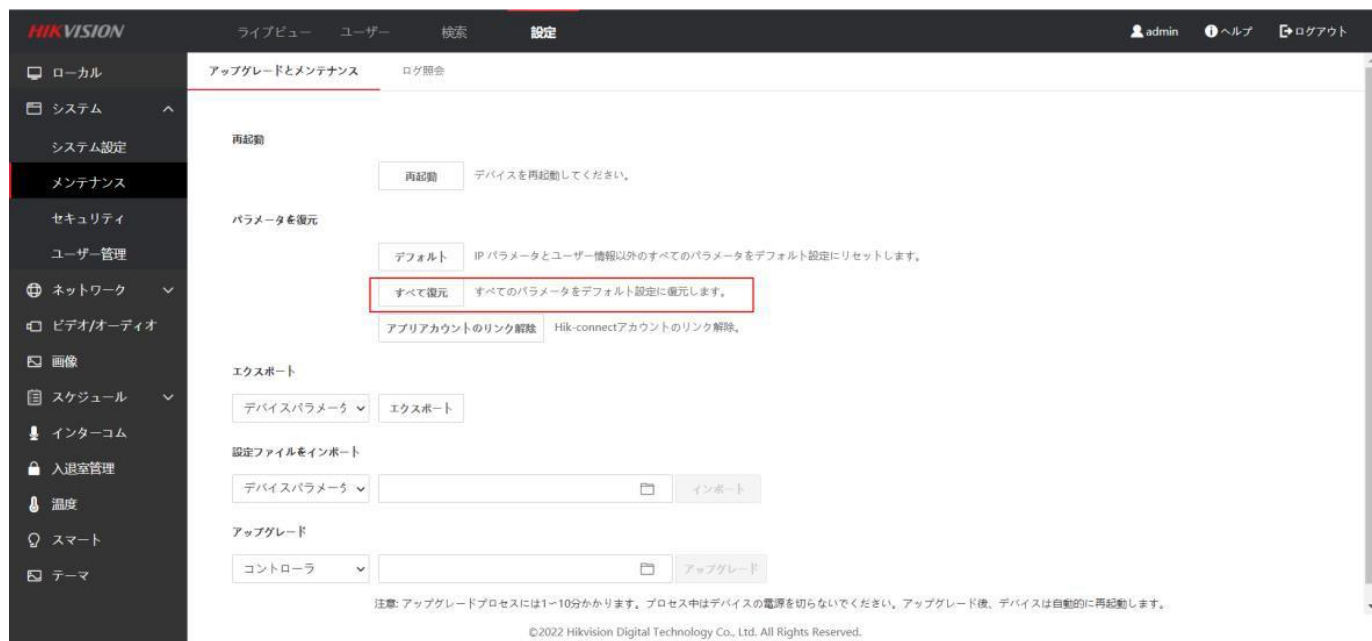 HIKVISION
ライブビュー ユーザー 検索 設定 admin ヘルプ ログアウト
ローカル
システム
システム設定
メンテナンス
セキュリティ
ユーザー管理
ネットワーク
ビデオ/オーディオ
画像
スケジュール
インターコム
入退室管理
温度
スマート
テーマ
アップグレードとメンテナンス ログ照会
再起動
再起動 デバイスを再起動してください。
パラメータを復元
デフォルト IP パラメータとユーザー情報以外のすべてのパラメータをデフォルト設定にリセットします。
すべて復元 すべてのパラメータをデフォルト設定に復元します。
アプリアカウントのリンク解除 Hik-connectアカウントのリンク解除。
エクスポート
デバイスパラメータ エクスポート
設定ファイルをインポート
デバイスパラメータ インポート
アップグレード
コントローラ アップグレード
注意: アップグレードプロセスには1～10分かかります。プロセス中はデバイスの電源を切らないでください。アップグレード後、デバイスは自動的に再起動します。
©2022 Hikvision Digital Technology Co., Ltd. All Rights Reserved.